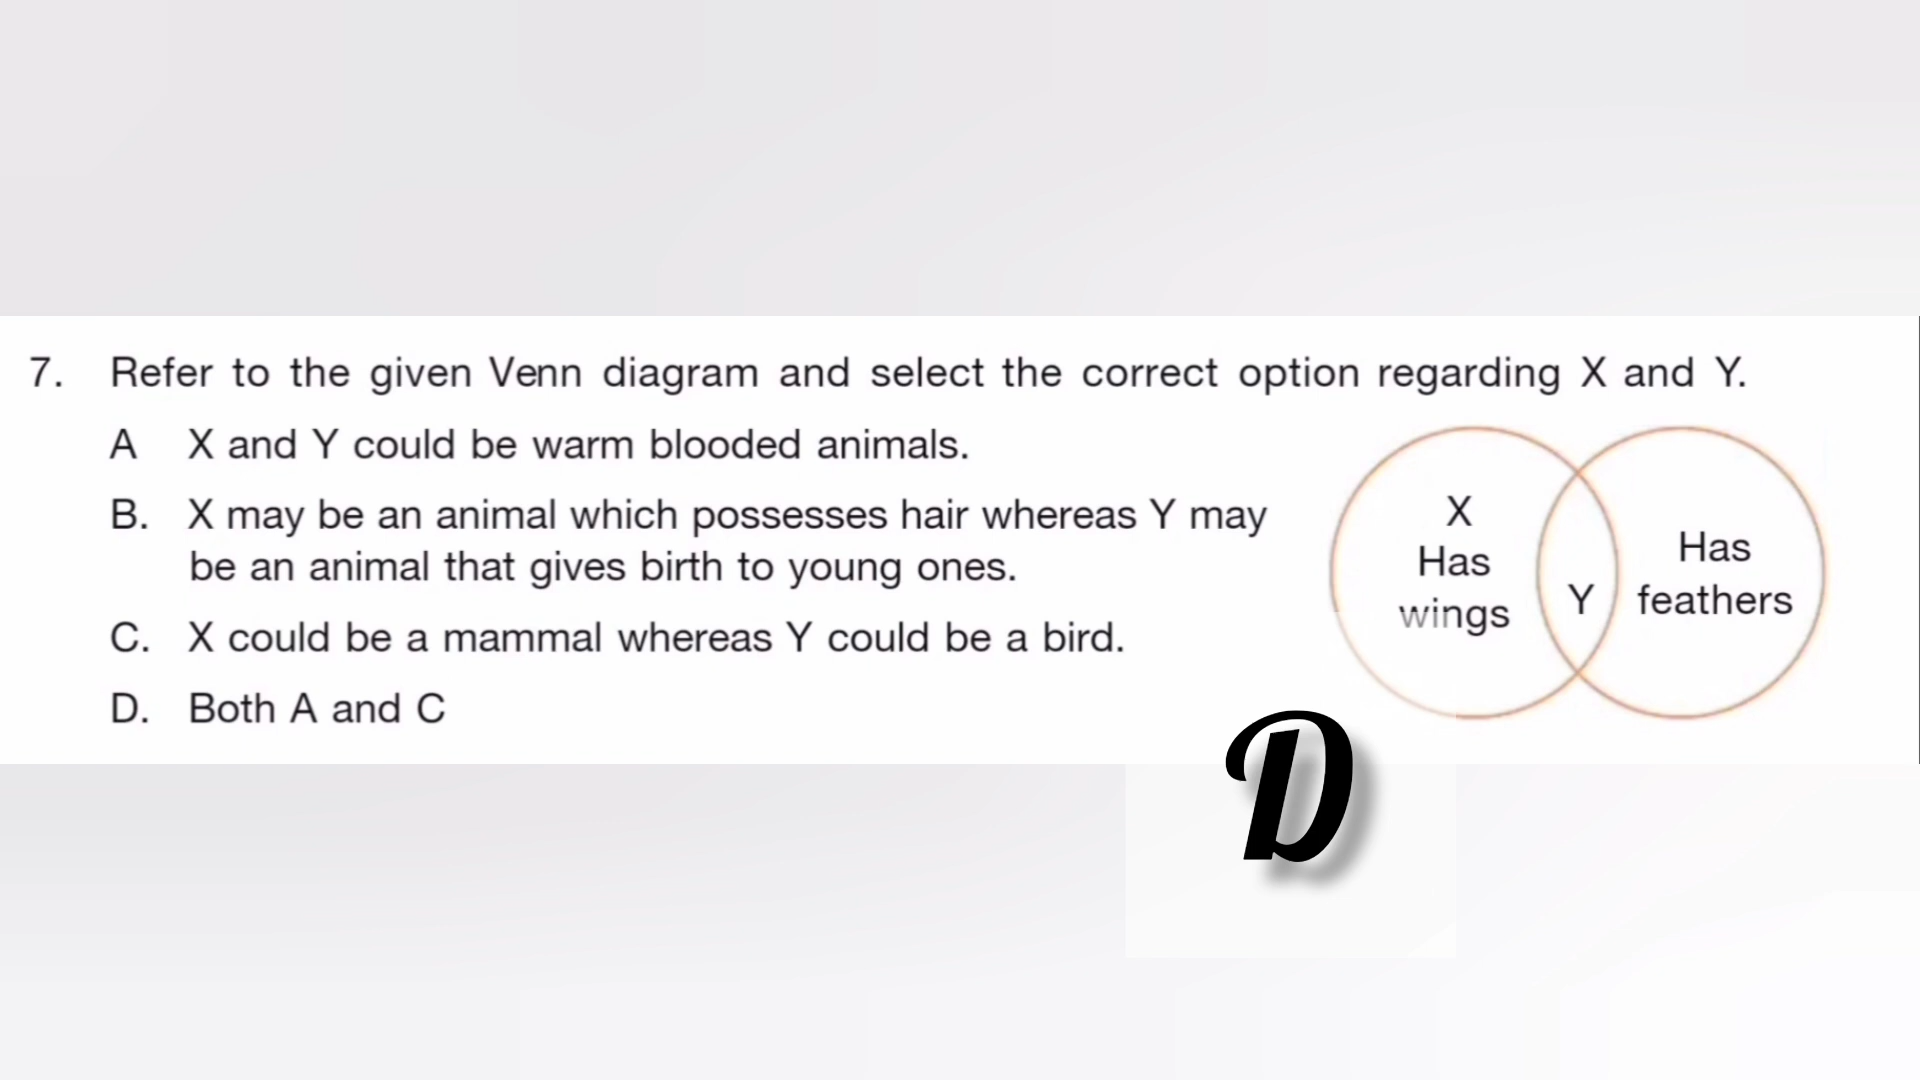 7. Refer to the given Venn diagram and select the correct option regarding X and Y.
A X and Y could be warm blooded animals.
B. X may be an animal which possesses hair whereas Y may
be an animal that gives birth to young ones.
C. X could be a mammal whereas Y could be a bird.
D. Both A and C
X
Has
wings
Y
Has
feathers
D